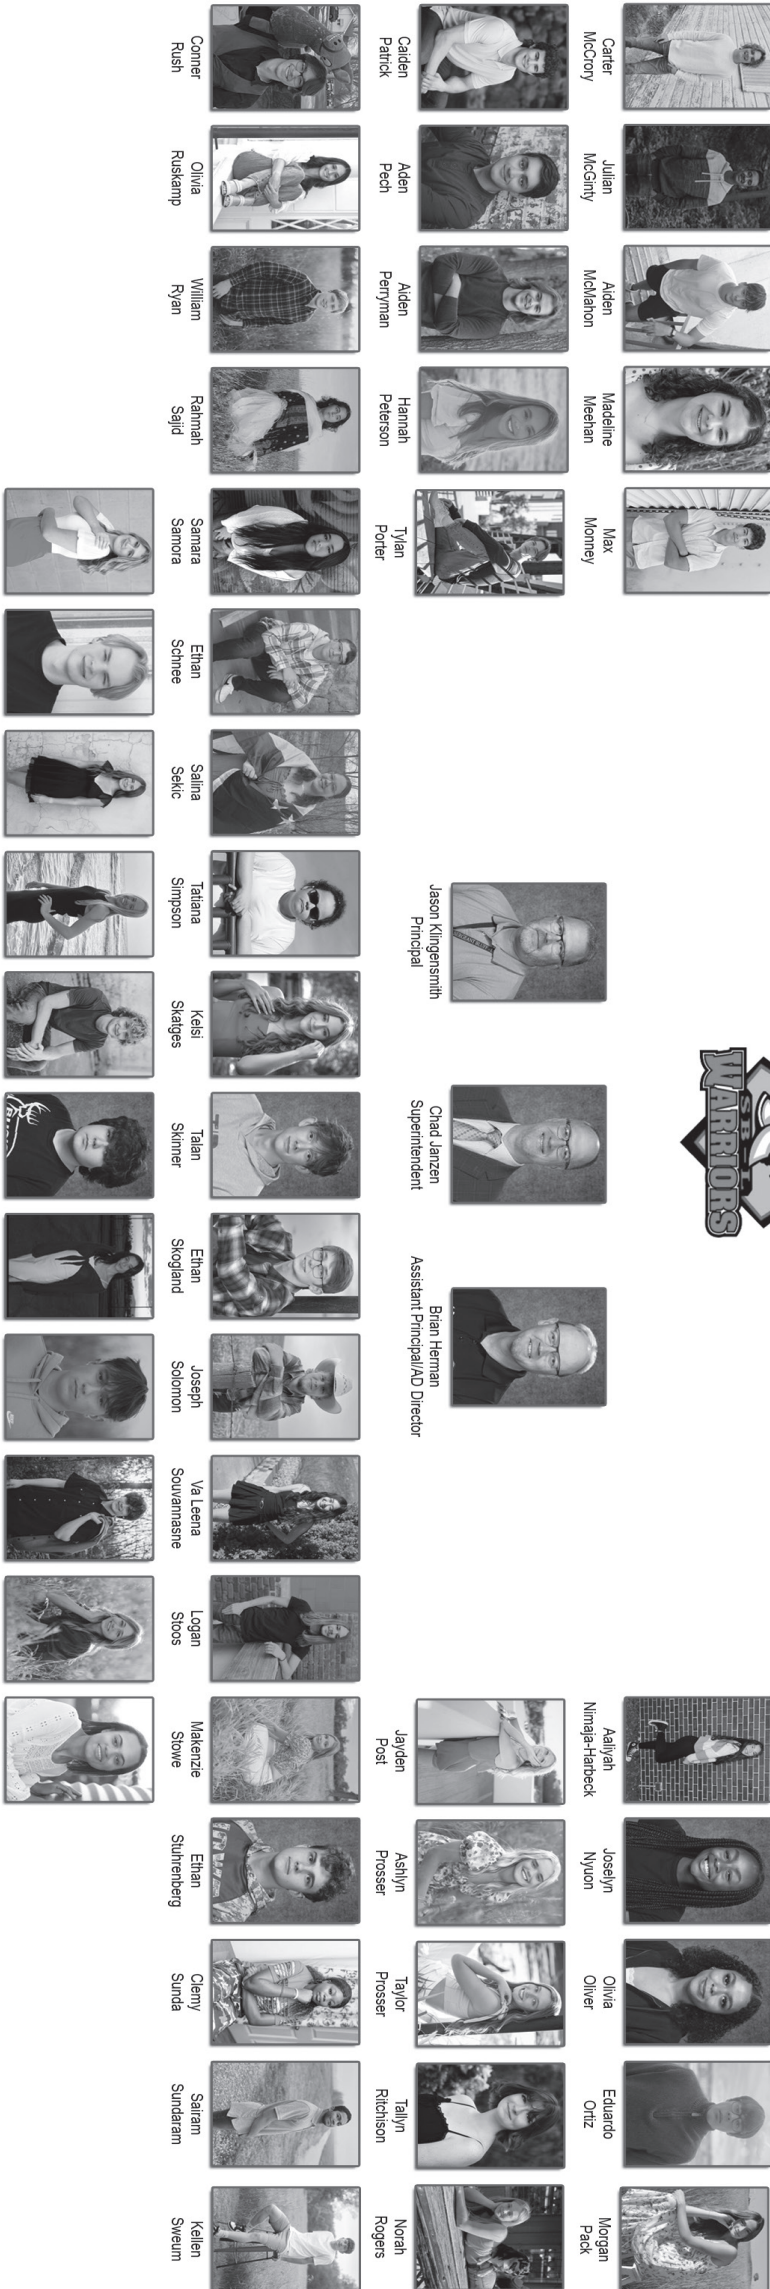 SB-L
WARRIORS
Carter
McCrory
Julian
McGinty
Aiden
McMahon
Madeline
Meehan
Max
Monney
Aaliyah
Nimaja-Harbeck
Joselyn
Nyuon
Olivia
Oliver
Eduardo
Ortiz
Morgan
Pack
Caiden
Patrick
Aden
Pech
Aiden
Perryman
Hannah
Peterson
Tylan
Porter
Jason Klingensmith
Principal
Chad Janzen
Superintendent
Brian Herman
Assistant Principal/AD Director
Jayden
Post
Ashlyn
Prosser
Taylor
Prosser
Tallyn
Ritchison
Norah
Rogers
Conner
Rush
Olivia
Ruskamp
William
Ryan
Rahmah
Sajid
Samara
Samora
Ethan
Schnee
Salina
Sekic
Tatiana
Simpson
Kelsi
Skatges
Talan
Skinner
Ethan
Skogland
Joseph
Solomon
Va Leena
Souvannasne
Logan
Stoos
Makenzie
Stowe
Ethan
Stuhrenberg
Clemy
Sunda
Sairam
Sundaram
Kellen
Sweum